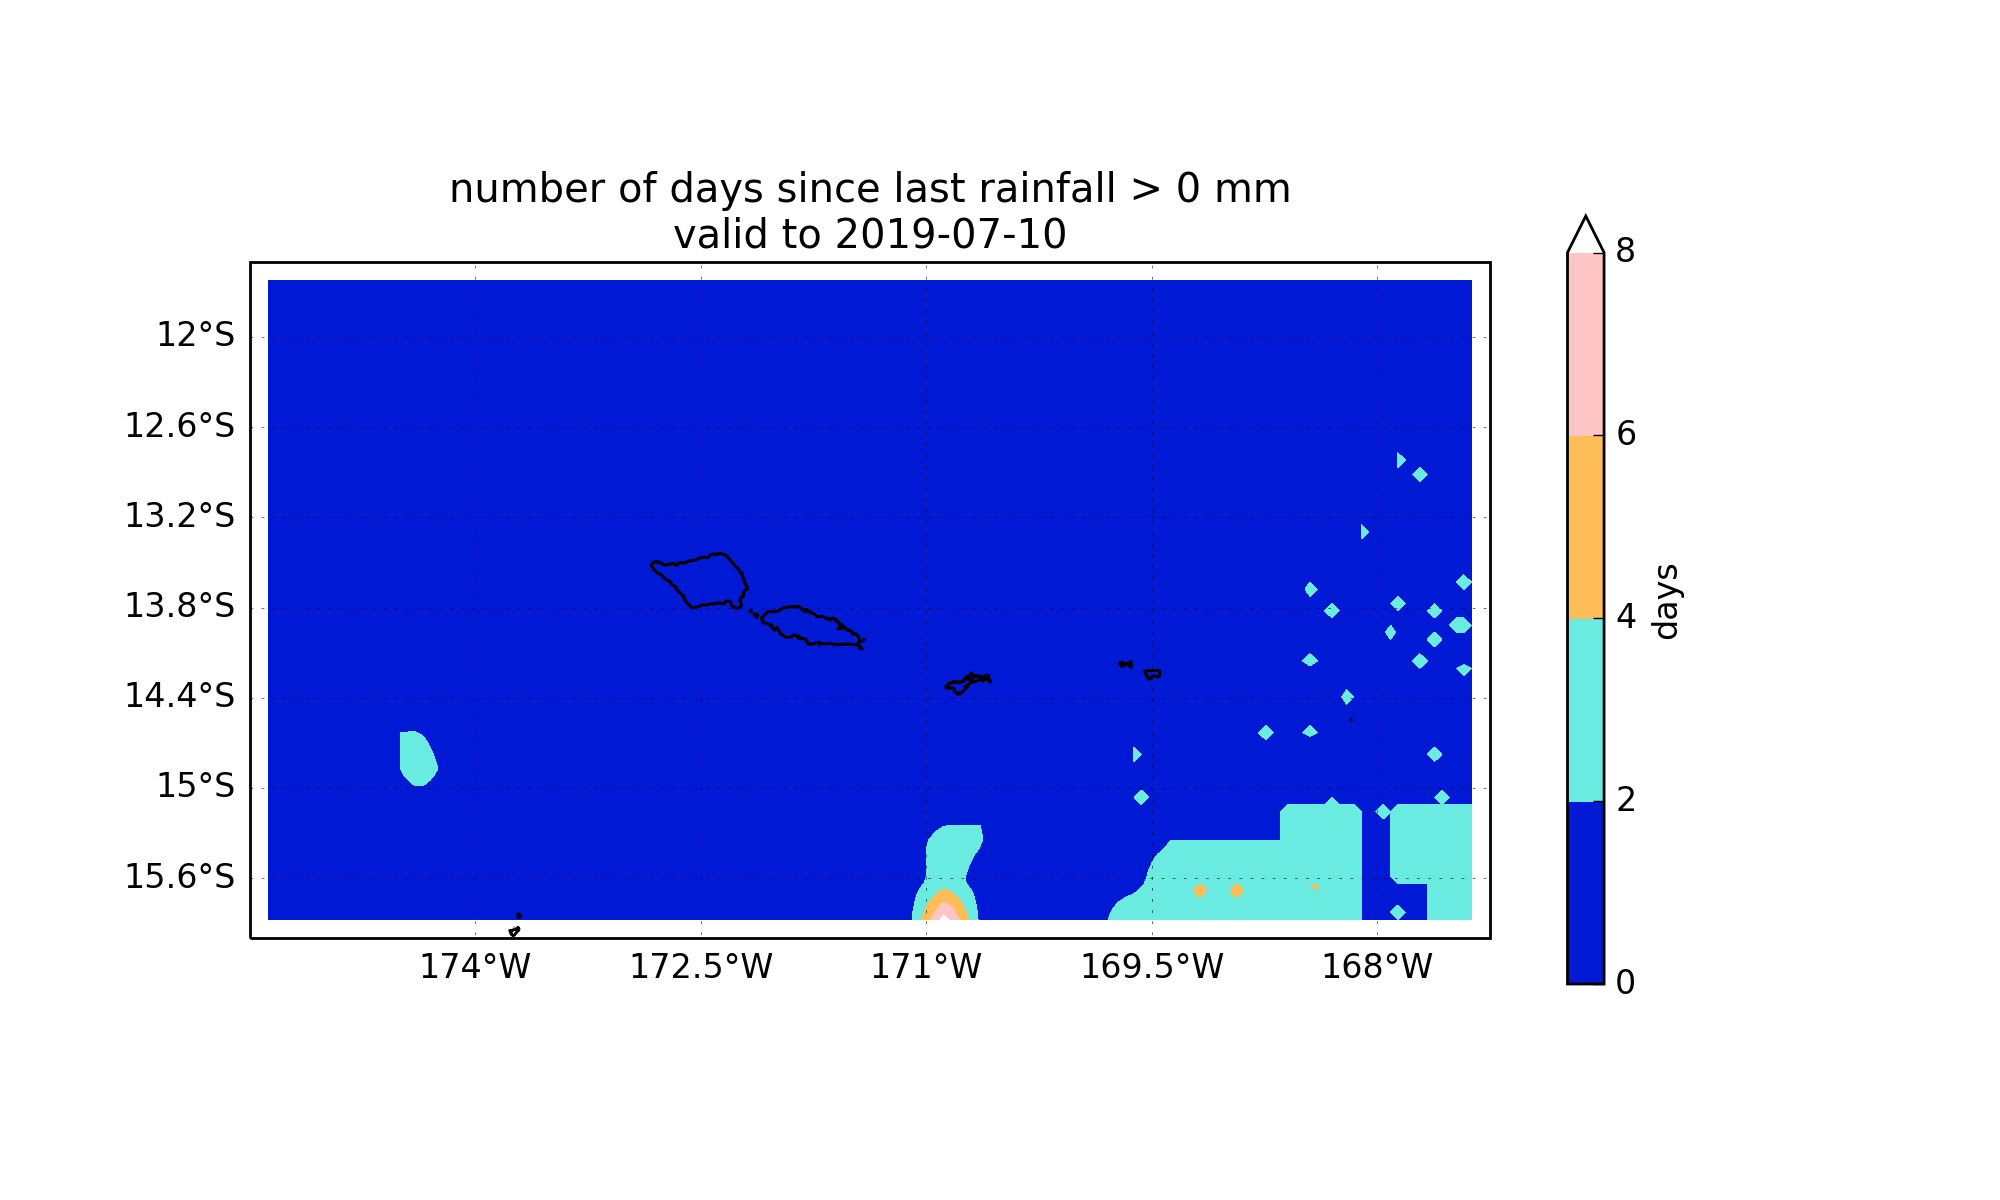 number of days since last rainfall > 0 mm
valid to 2019-07-10
12°S
12.6°S
13.2°S
13.8°S
14.4°S
15°S
15.6°S
174°W
172.5°W
171°W
169.5°W
168°W
8
6
4
2
0
days